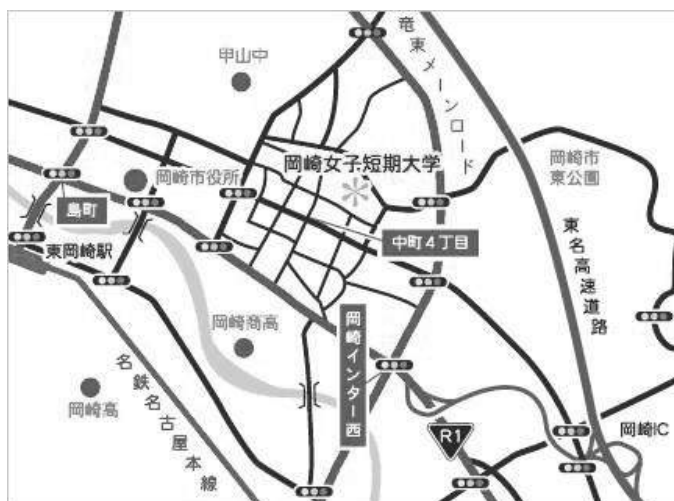 甲山中
竜東メーンロード
岡崎女子短期大学
岡崎市
東公園
岡崎市役所
島町
中町4丁目
東岡崎駅
東名高速道路
岡崎商高
岡崎インター西
名鉄名古屋本線
岡崎高
R1
岡崎IC